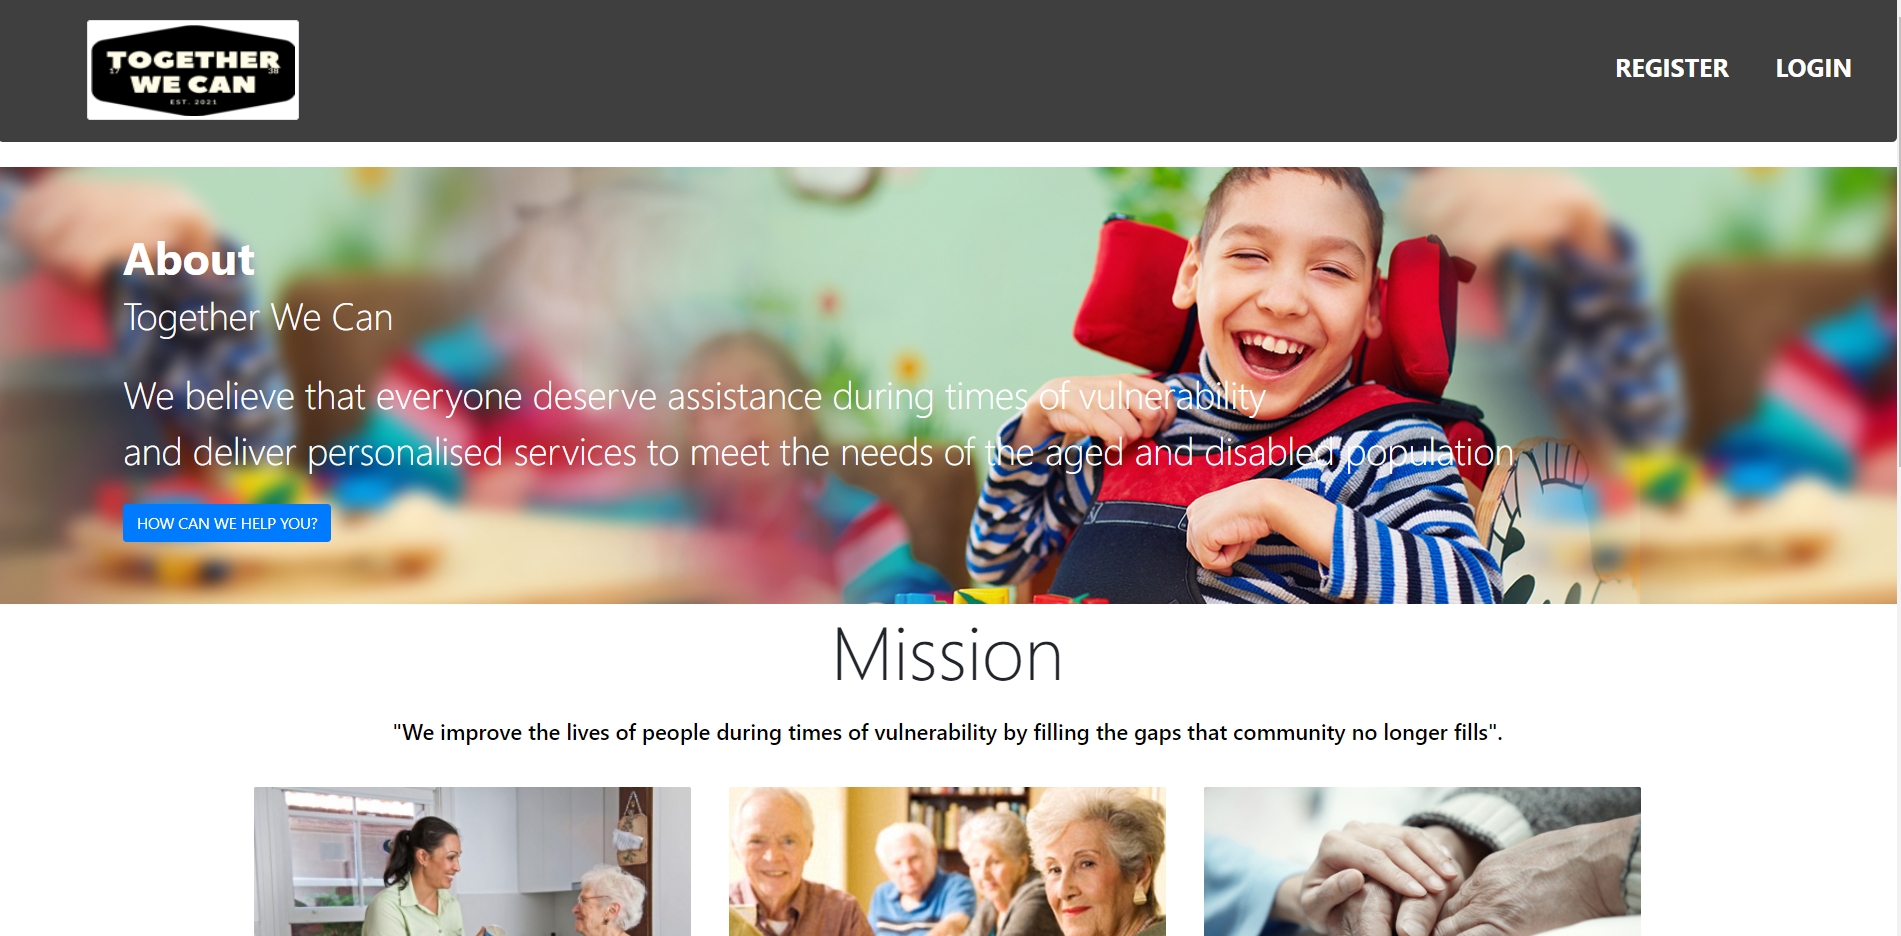 TOGETHER
17 38
WE CAN
EST. 2021
REGISTER LOGIN
About
Together We Can
We believe that everyone deserve assistance during times of vulnerability
and deliver personalised services to meet the needs of the aged and disabled population
HOW CAN WE HELP YOU?
Mission
"We improve the lives of people during times of vulnerability by filling the gaps that community no longer fills".